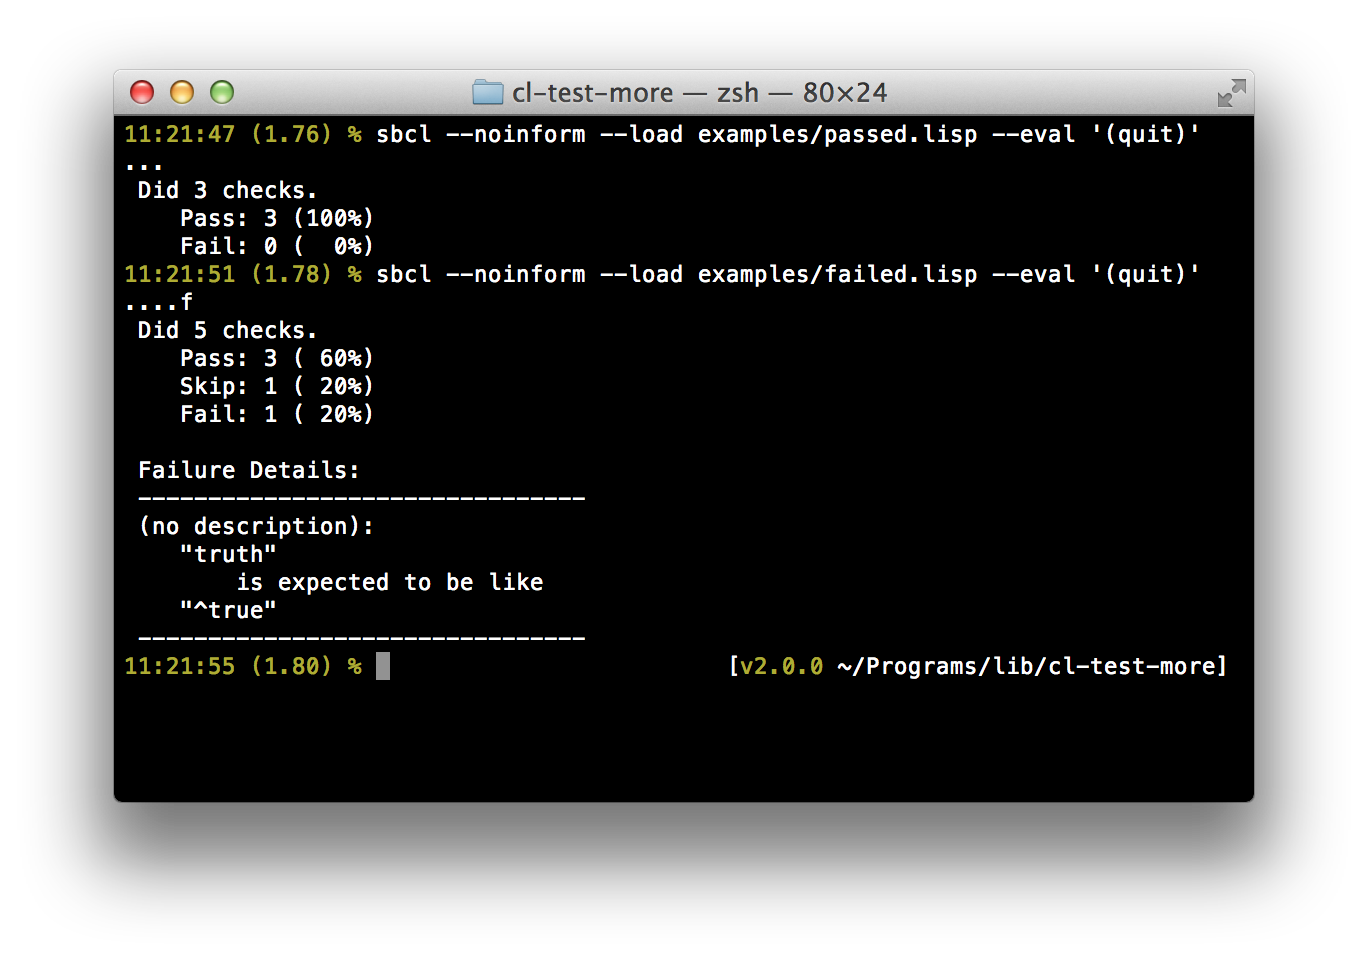 cl-test-more — zsh — 80×24
11:21:47 (1.76) % sbcl --noinform --load examples/passed.lisp --eval '(quit)'
...
Did 3 checks.
Pass: 3 (100%)
Fail: 0 (  0%)
11:21:51 (1.78) % sbcl --noinform --load examples/failed.lisp --eval '(quit)'
....f
Did 5 checks.
Pass: 3 ( 60%)
Skip: 1 ( 20%)
Fail: 1 ( 20%)
Failure Details:
--------------------------------
(no description):
"truth"
is expected to be like
"^true"
--------------------------------
11:21:55 (1.80) % [v2.0.0 ~/Programs/lib/cl-test-more]